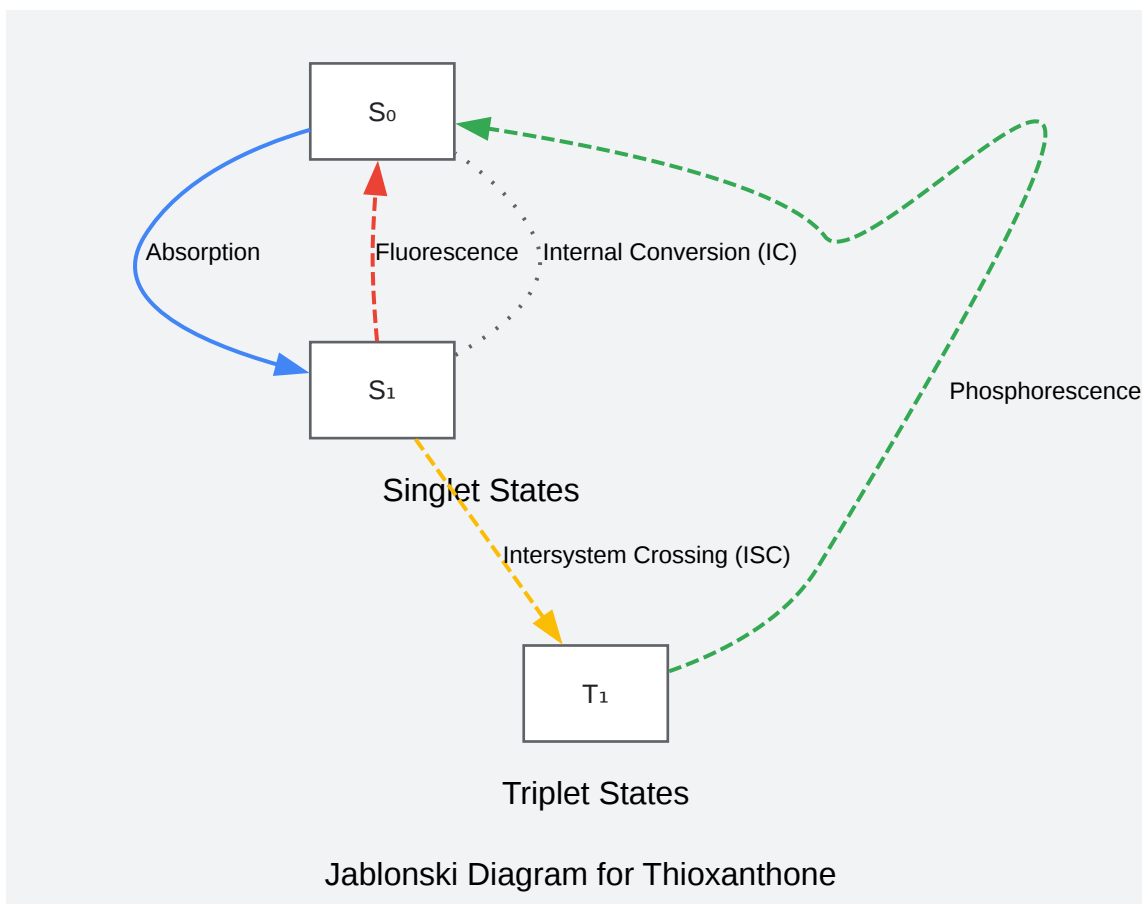 S₀
Absorption
Fluorescence
Internal Conversion (IC)
S₁
Phosphorescence
Singlet States
Intersystem Crossing (ISC)
T₁
Triplet States
Jablonski Diagram for Thioxanthone